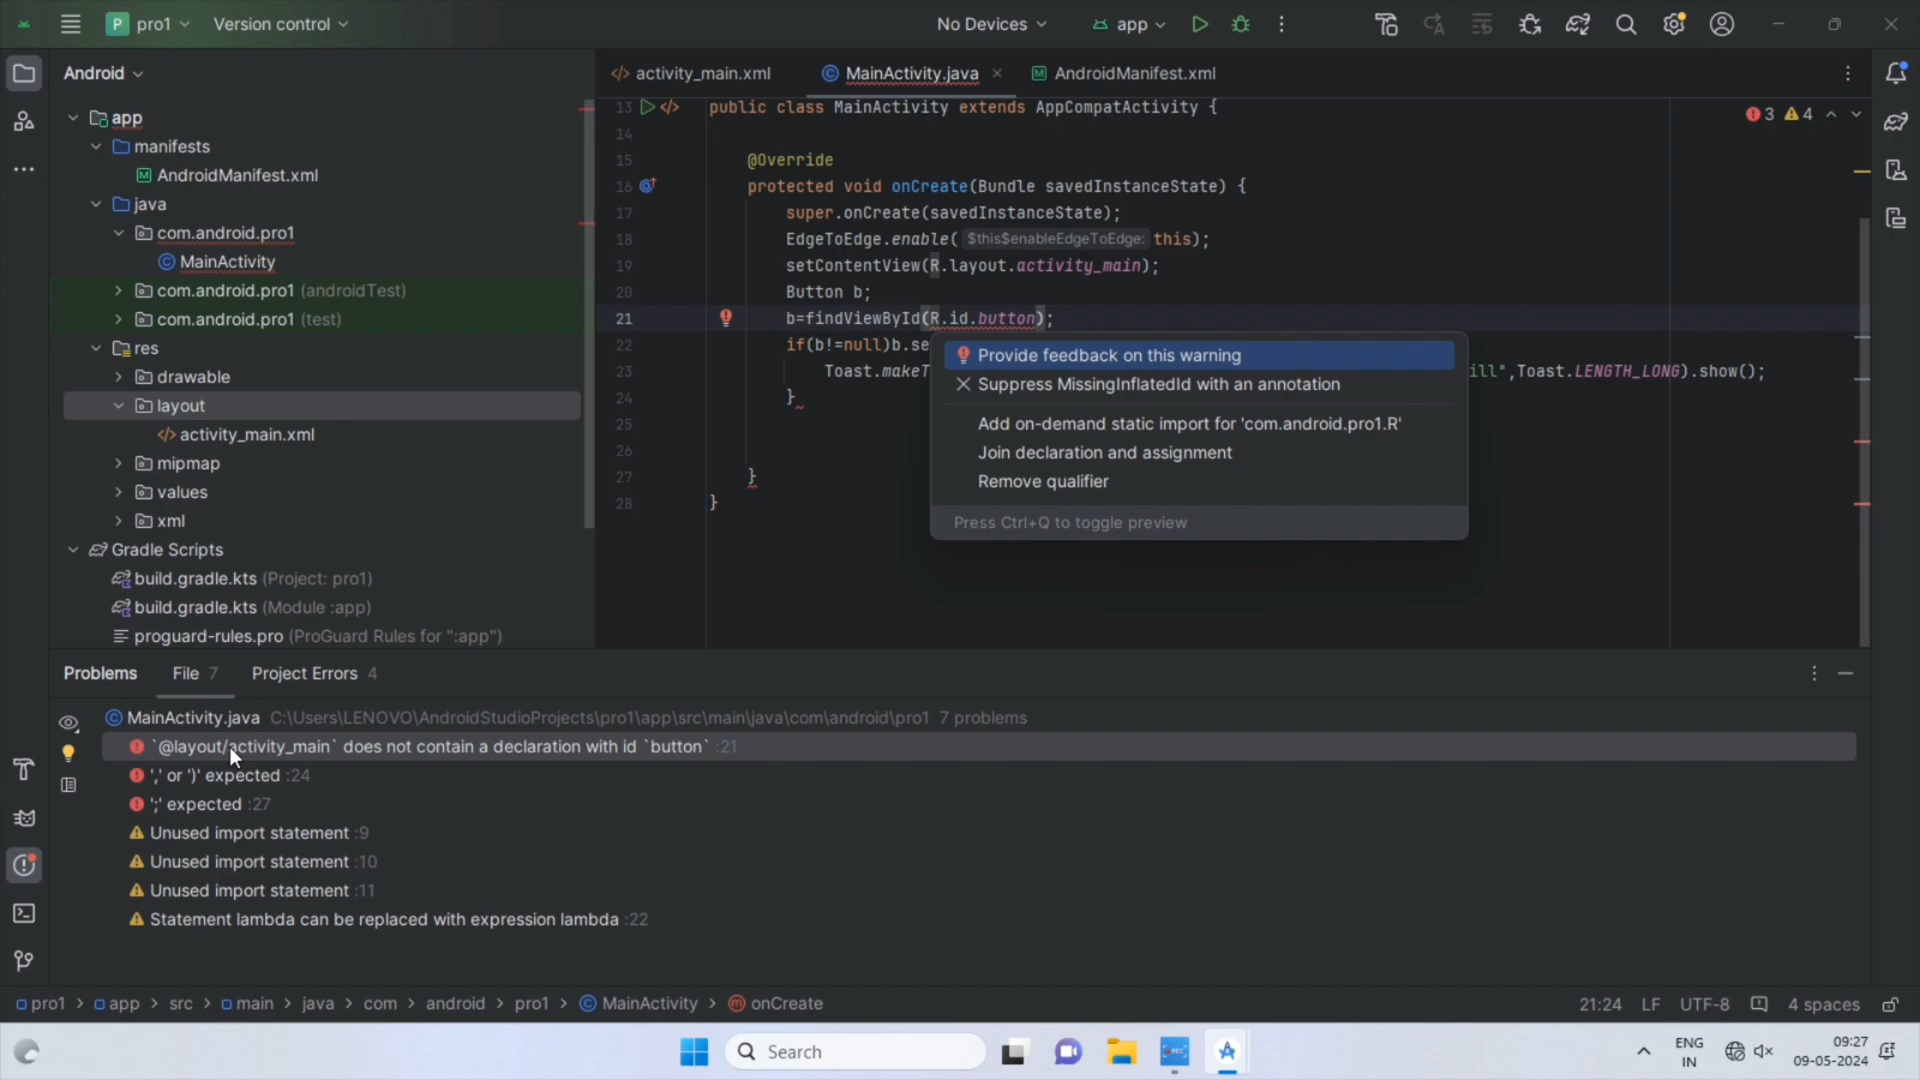 P pro1 Version control No Devices app
Android
activity_main.xml MainActivity.java AndroidManifest.xml
app
manifests
AndroidManifest.xml
java
com.android.pro1
MainActivity
com.android.pro1 (androidTest)
com.android.pro1 (test)
res
drawable
layout
activity_main.xml
mipmap
values
xml
Gradle Scripts
build.gradle.kts (Project: pro1)
build.gradle.kts (Module :app)
proguard-rules.pro (ProGuard Rules for ":app")
13 public class MainActivity extends AppCompatActivity {
3 4
14
15 @Override
16 protected void onCreate(Bundle savedInstanceState) {
17 super.onCreate(savedInstanceState);
18 EdgeToEdge.enable( $this$enableEdgeToEdge: this);
19 setContentView(R.layout.activity_main);
20 Button b;
21 b=findViewById(R.id.button);
22 if(b!=null)b.se
23 Toast.makeT ill",Toast.LENGTH_LONG).show();
24 }
25
26
27 }
28 }
Provide feedback on this warning
Suppress MissingInflatedId with an annotation
Add on-demand static import for 'com.android.pro1.R'
Join declaration and assignment
Remove qualifier
Press Ctrl+Q to toggle preview
Problems File 7 Project Errors 4
MainActivity.java C:\Users\LENOVO\AndroidStudioProjects\pro1\app\src\main\java\com\android\pro1 7 problems
`@layout/activity_main` does not contain a declaration with id `button` :21
',' or ')' expected :24
';' expected :27
Unused import statement :9
Unused import statement :10
Unused import statement :11
Statement lambda can be replaced with expression lambda :22
pro1 > app > src > main > java > com > android > pro1 > MainActivity > onCreate
21:24 LF UTF-8 4 spaces
Search
REC
ENG
IN
09:27
09-05-2024